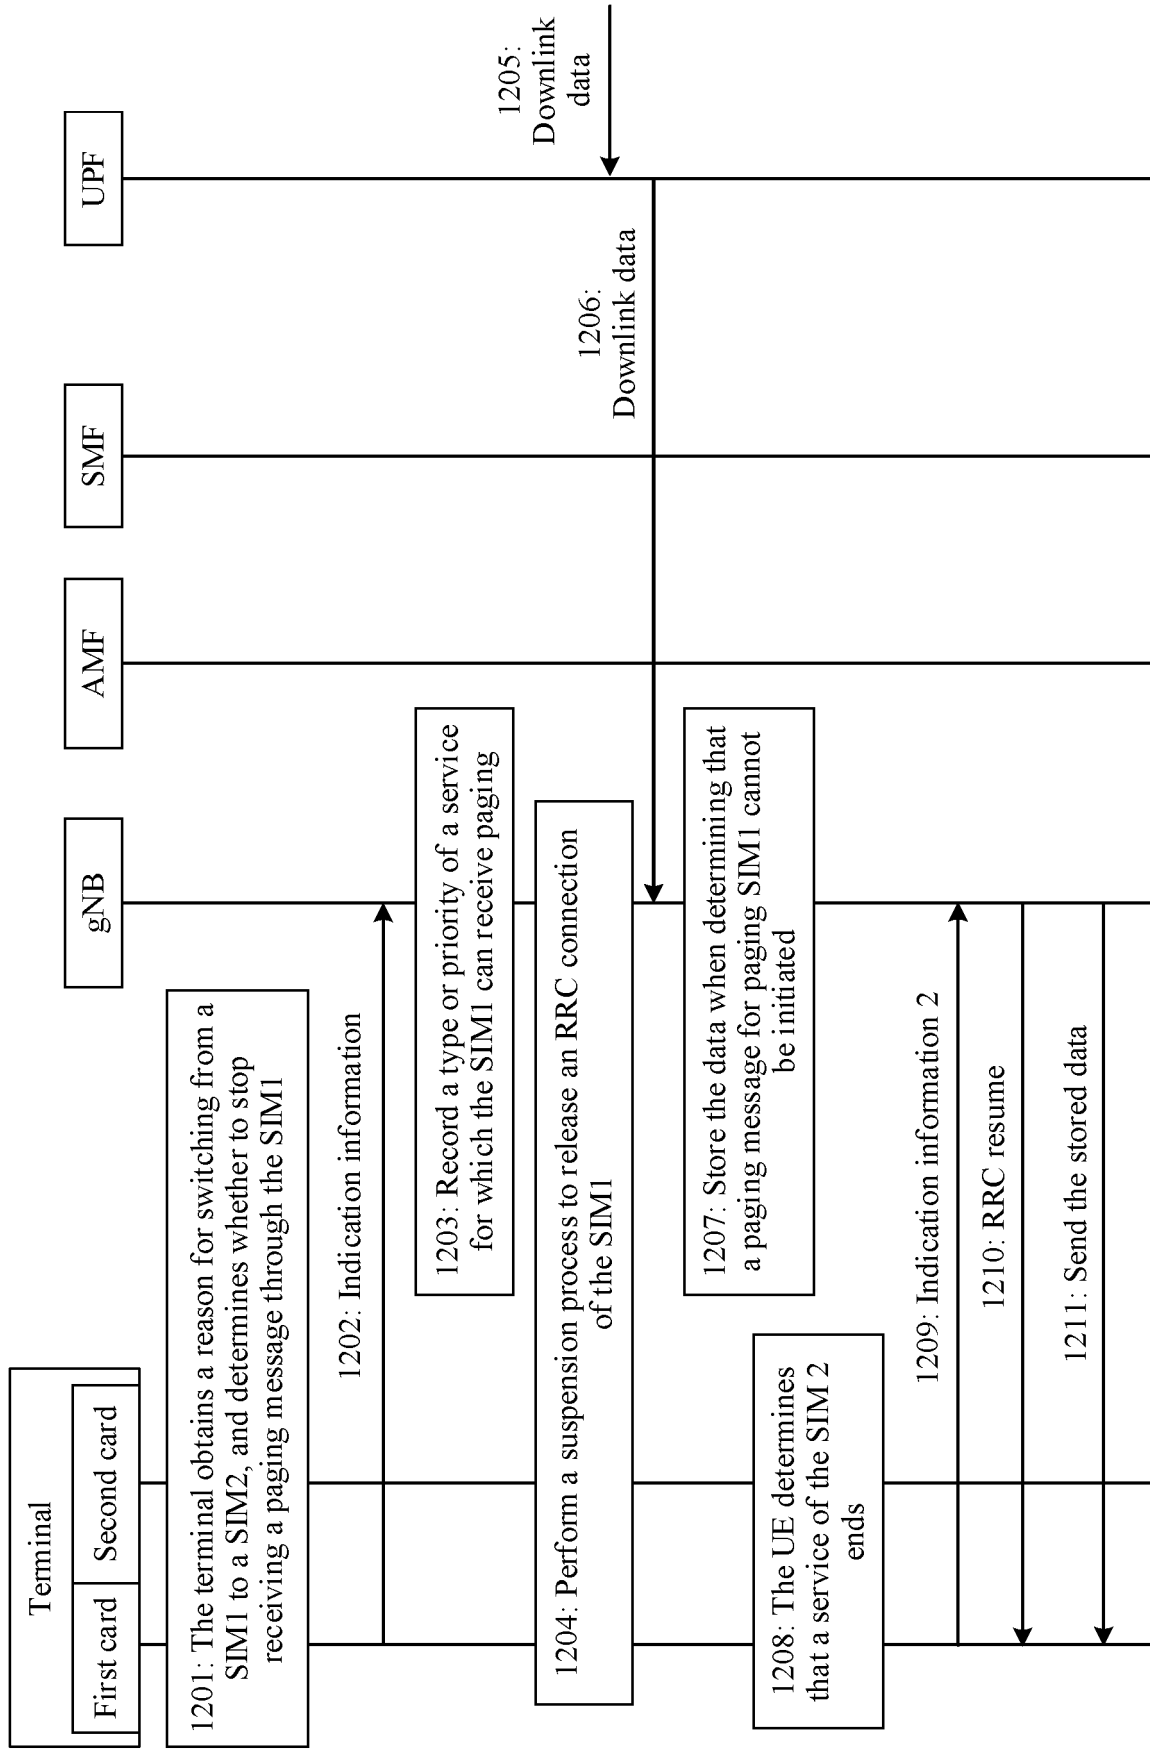 Terminal
First card
Second card
gNB
AMF
SMF
UPF
1201: The terminal obtains a reason for switching from a
SIM1 to a SIM2, and determines whether to stop
receiving a paging message through the SIM1
1202: Indication information
1203: Record a type or priority of a service
for which the SIM1 can receive paging
1204: Perform a suspension process to release an RRC connection
of the SIM1
1205:
Downlink
data
1206:
Downlink data
1207: Store the data when determining that
a paging message for paging SIM1 cannot
be initiated
1208: The UE determines
that a service of the SIM 2
ends
1209: Indication information 2
1210: RRC resume
1211: Send the stored data